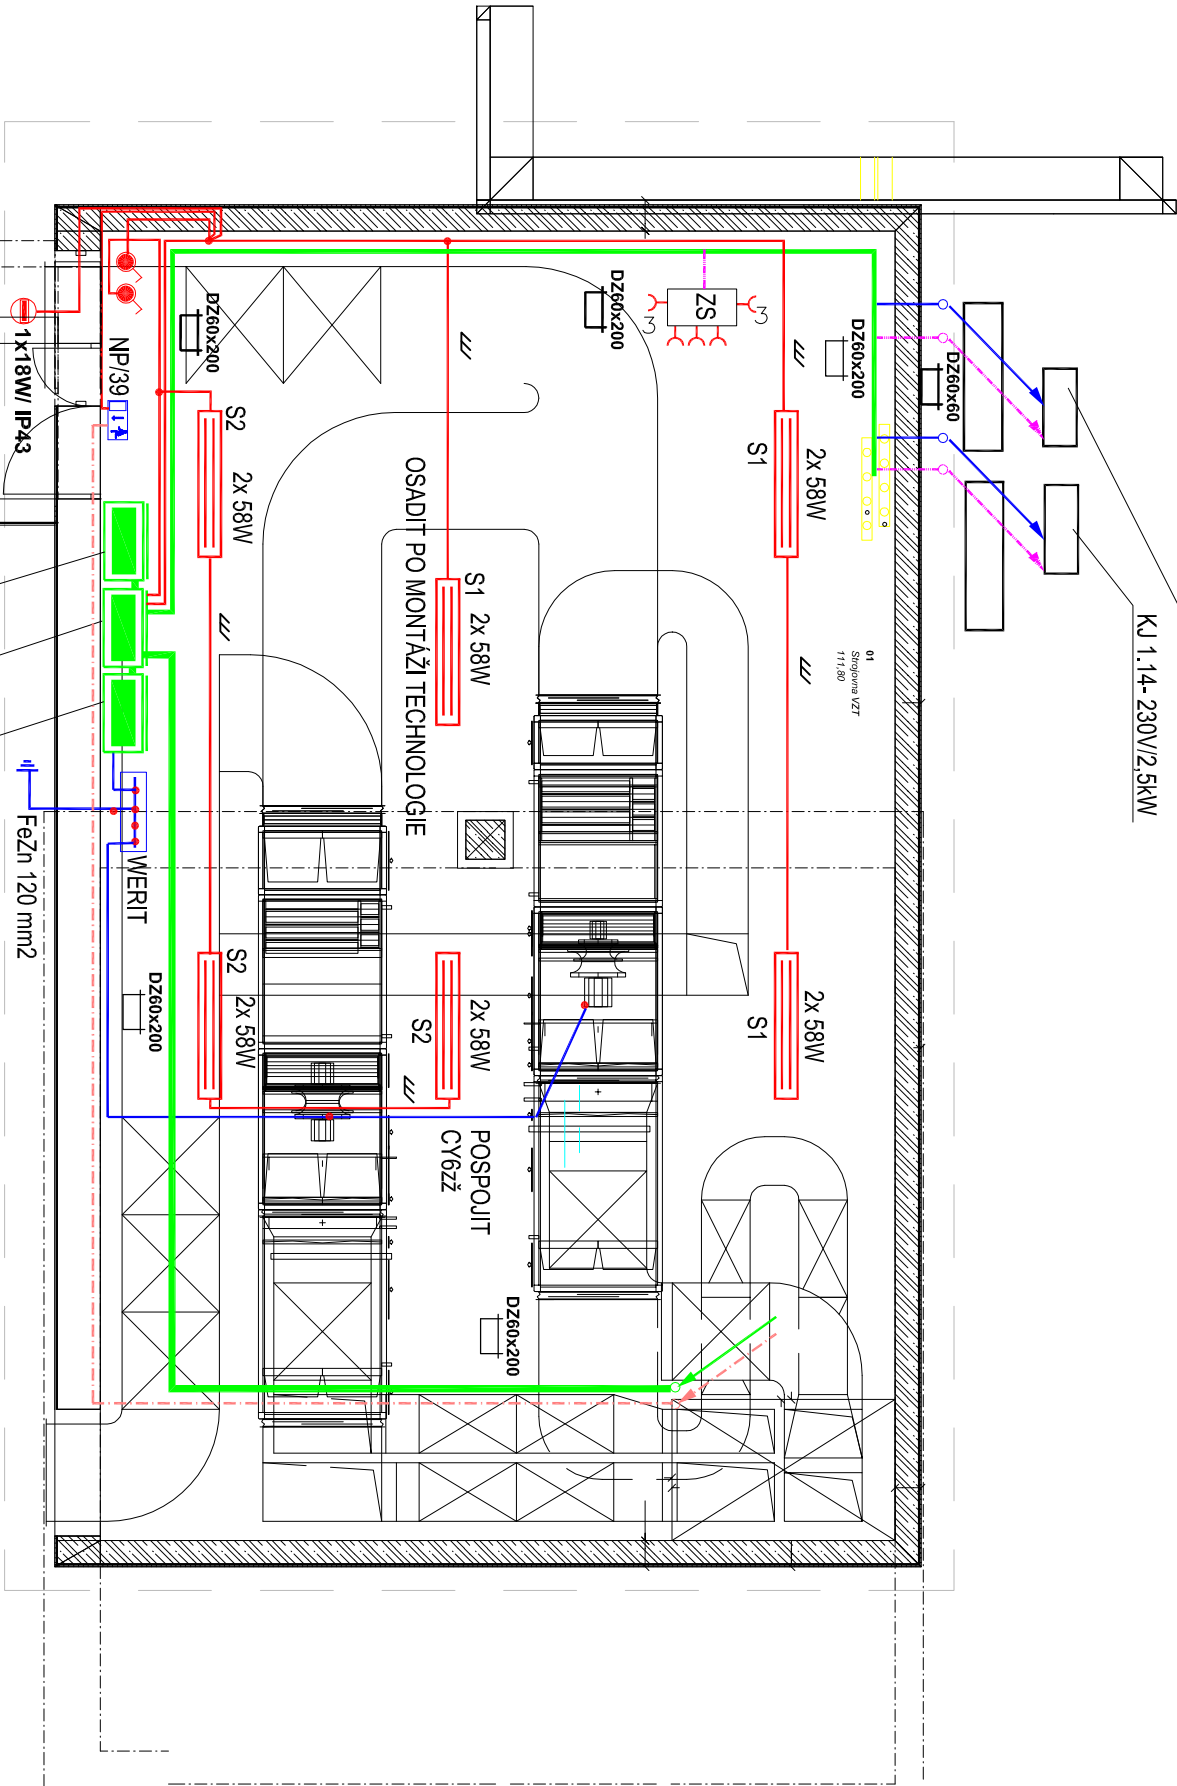 KJ 1.14- 230V/2,5kW
DZ60x60
DZ60x200
2x 58W
S1
01
Strojovna VZT
111,80
2x 58W
S1
ZS
3
3
DZ60x200
S1 2x 58W
2x 58W
S2
OSADIT PO MONTÁŽI TECHNOLOGIE
POSPOJIT
CY6zž
DZ60x200
DZ60x200
S2
2x 58W
S2
2x 58W
NP/39
WERIT
DZ60x200
1x18W/ IP43
FeZn 120 mm2